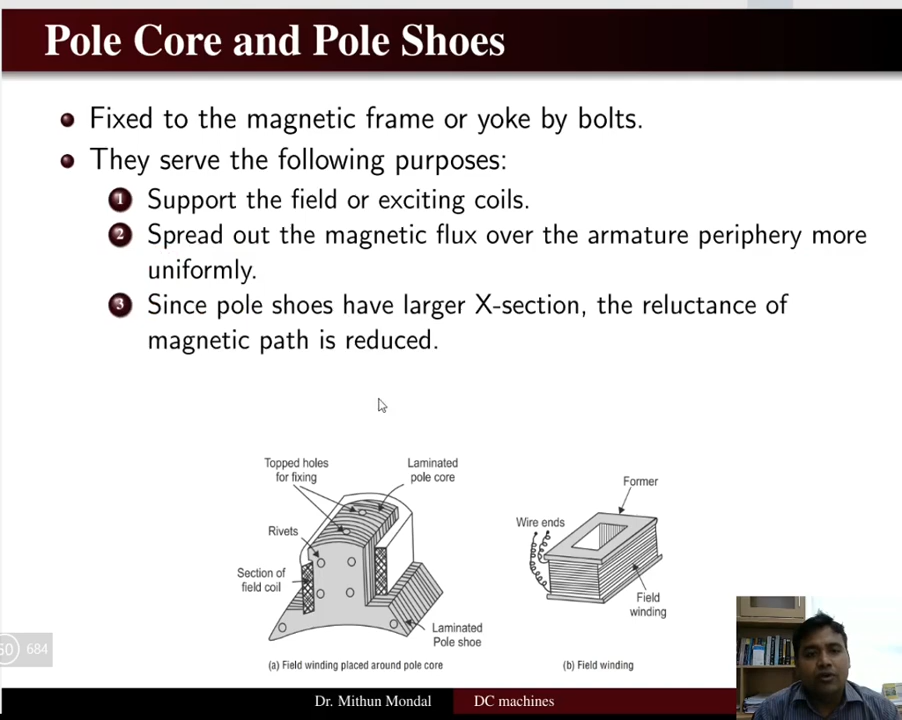 Pole Core and Pole Shoes
Fixed to the magnetic frame or yoke by bolts.
They serve the following purposes:
1 Support the field or exciting coils.
2 Spread out the magnetic flux over the armature periphery more
uniformly.
3 Since pole shoes have larger X-section, the reluctance of
magnetic path is reduced.
Topped holes
for fixing
Laminated
pole core
Rivets
Section of
field coil
Laminated
Pole shoe
(a) Field winding placed around pole core
Former
Wire ends
Field
winding
(b) Field winding
60 684
Dr. Mithun Mondal DC machines